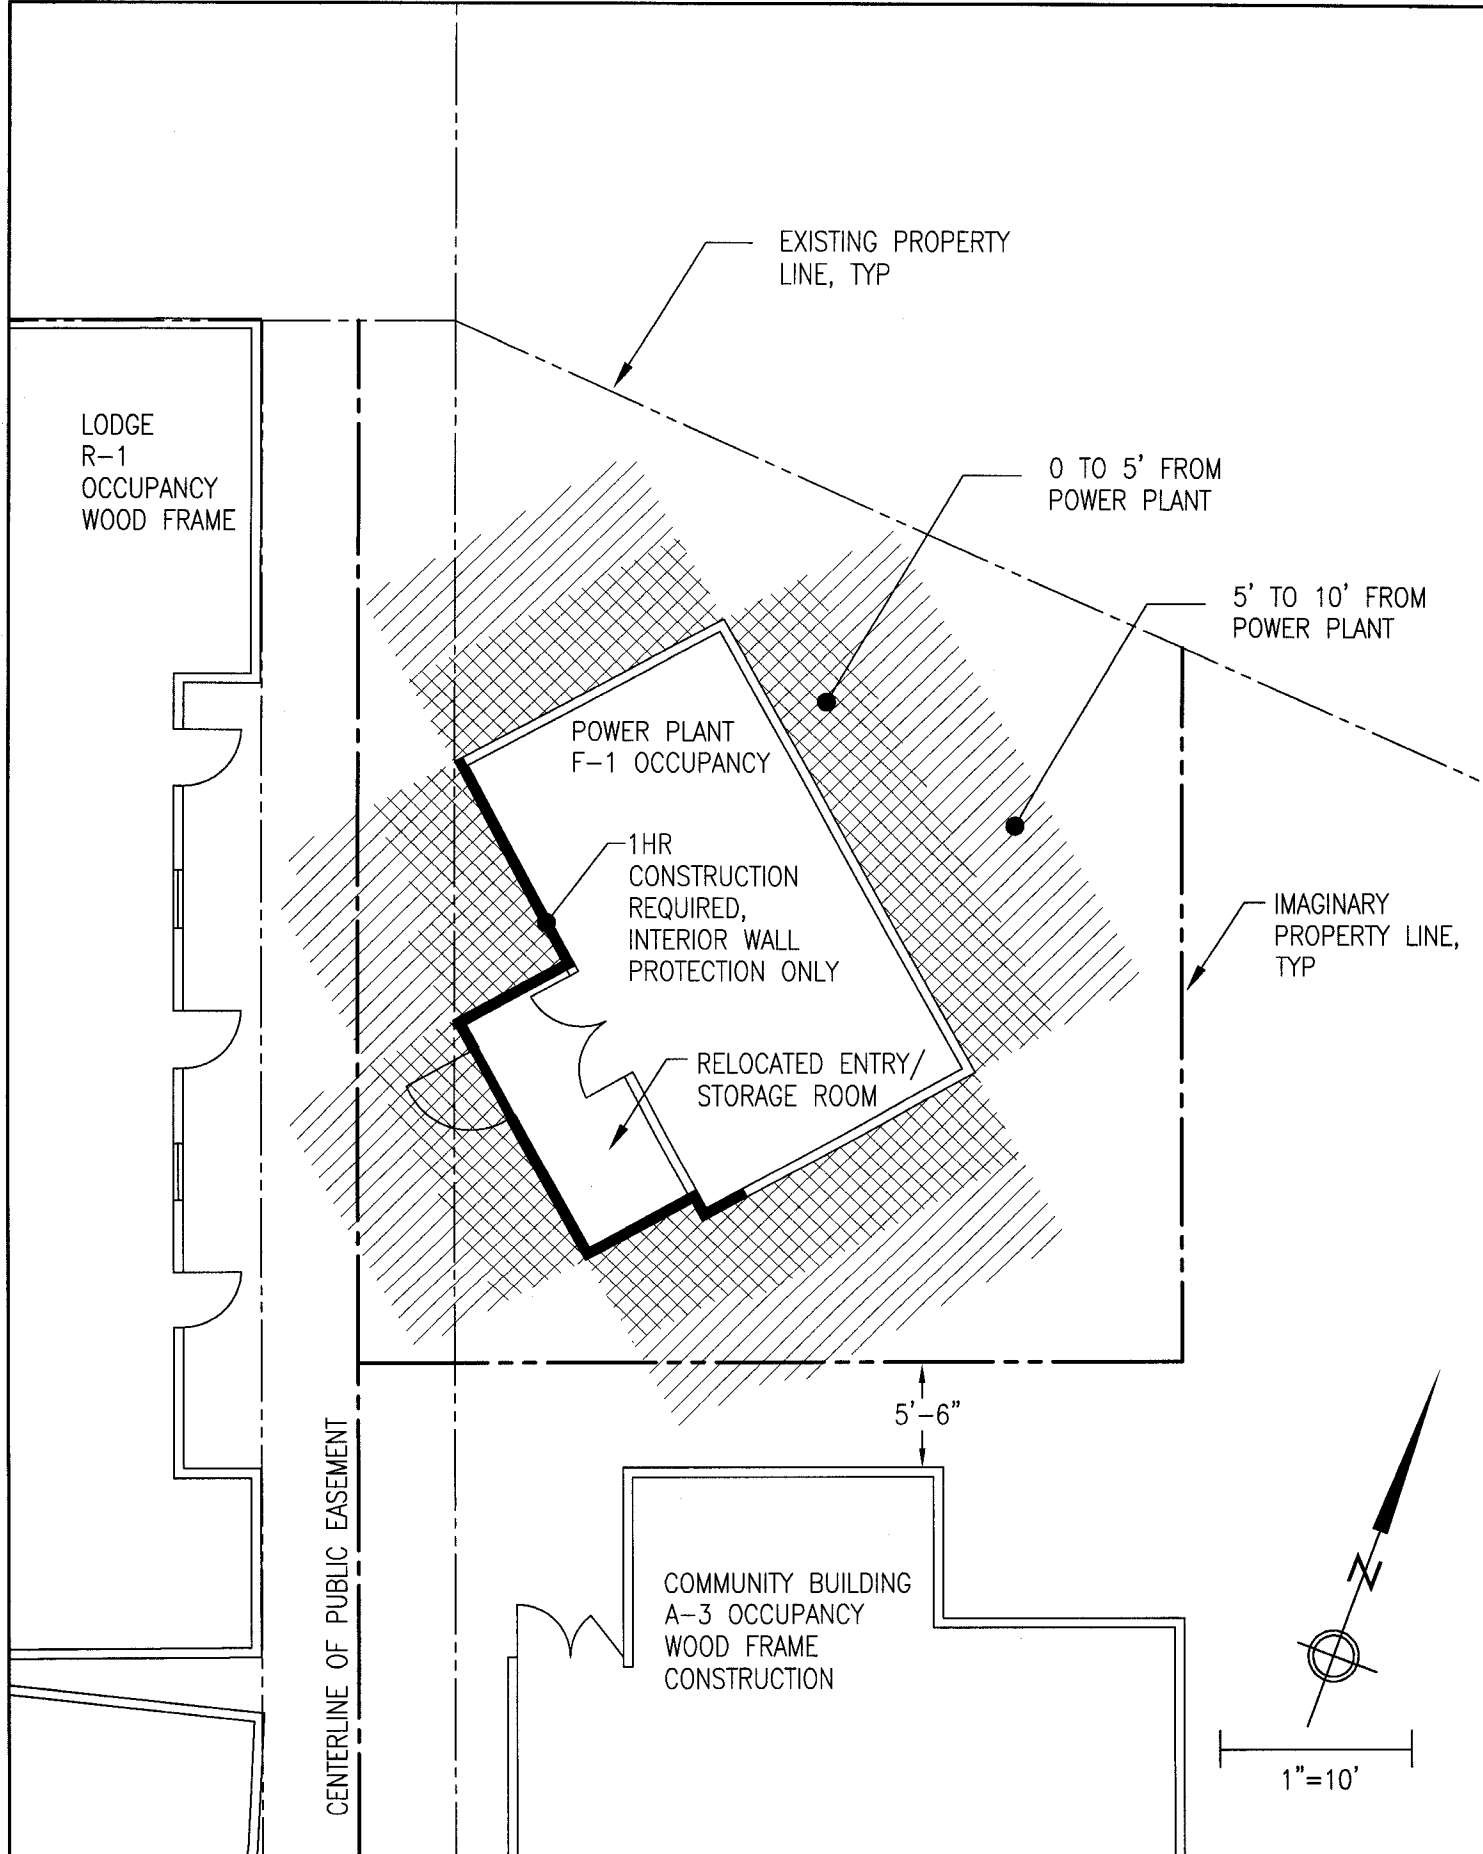 EXISTING PROPERTY
LINE, TYP
LODGE
R-1
OCCUPANCY
WOOD FRAME
0 TO 5' FROM
POWER PLANT
5' TO 10' FROM
POWER PLANT
POWER PLANT
F-1 OCCUPANCY
1HR
CONSTRUCTION
REQUIRED,
INTERIOR WALL
PROTECTION ONLY
IMAGINARY
PROPERTY LINE,
TYP
RELOCATED ENTRY/
STORAGE ROOM
5'-6"
CENTERLINE OF PUBLIC EASEMENT
COMMUNITY BUILDING
A-3 OCCUPANCY
WOOD FRAME
CONSTRUCTION
N
1"=10'